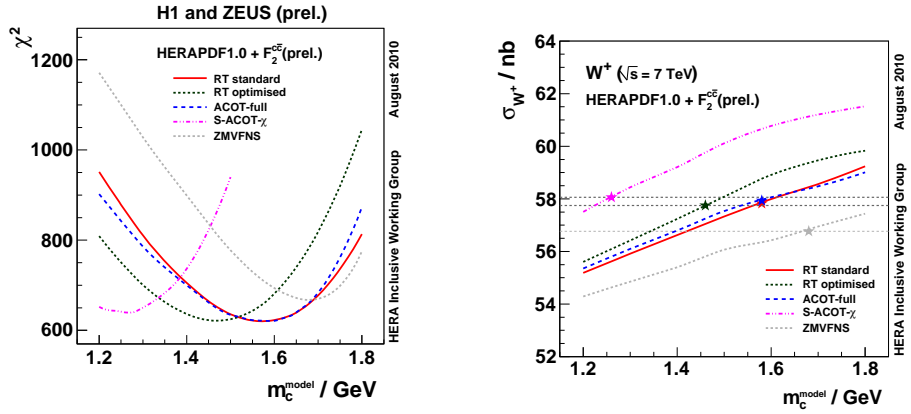 H1 and ZEUS (prel.)
χ²
HERAPDF1.0 + F₂^cc̄(prel.)
RT standard
RT optimised
ACOT-full
S-ACOT-χ
ZMVFNS
1200
1000
800
600
1.2 1.4 1.6 1.8
m_c^model / GeV
HERA Inclusive Working Group August 2010
σ_W⁺ / nb
W⁺ (√s = 7 TeV)
HERAPDF1.0 + F₂^cc̄(prel.)
64
62
60
58
56
54
52
RT standard
RT optimised
ACOT-full
S-ACOT-χ
ZMVFNS
1.2 1.4 1.6 1.8
m_c^model / GeV
HERA Inclusive Working Group August 2010